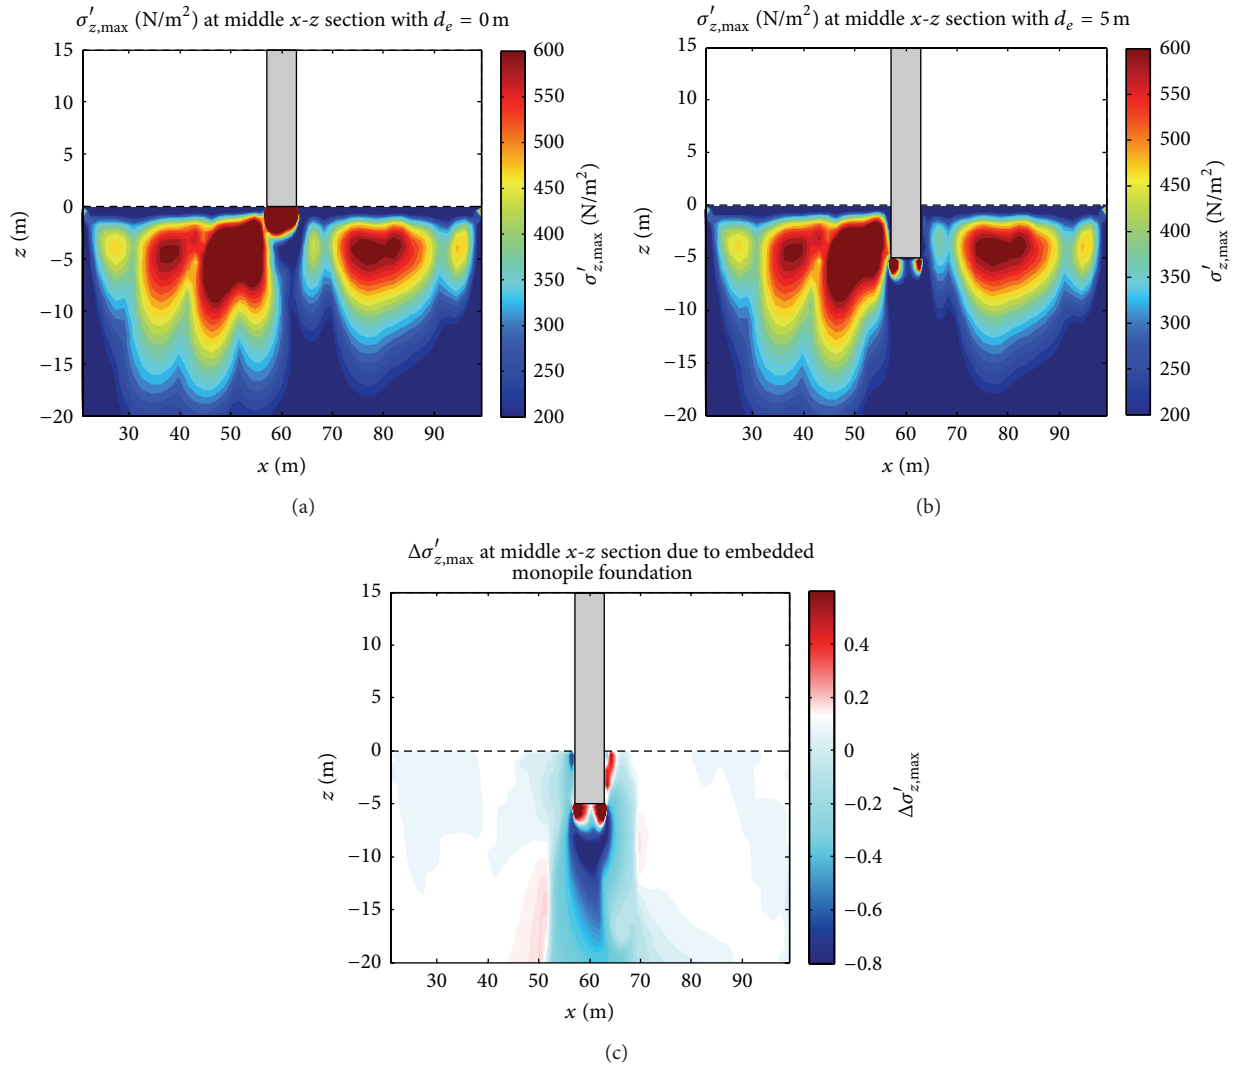 σ′z,max (N/m²) at middle x-z section with de = 0 m
15
10
5
0
−5
−10
−15
−20
z (m)
30 40 50 60 70 80 90
x (m)
600
550
500
450
400
350
300
250
200
σ′z,max (N/m²)
(a)
σ′z,max (N/m²) at middle x-z section with de = 5 m
15
10
5
0
−5
−10
−15
−20
z (m)
30 40 50 60 70 80 90
x (m)
600
550
500
450
400
350
300
250
200
σ′z,max (N/m²)
(b)
Δσ′z,max at middle x-z section due to embedded
monopile foundation
15
10
5
0
−5
−10
−15
−20
z (m)
30 40 50 60 70 80 90
x (m)
0.4
0.2
0
−0.2
−0.4
−0.6
−0.8
Δσ′z,max
(c)